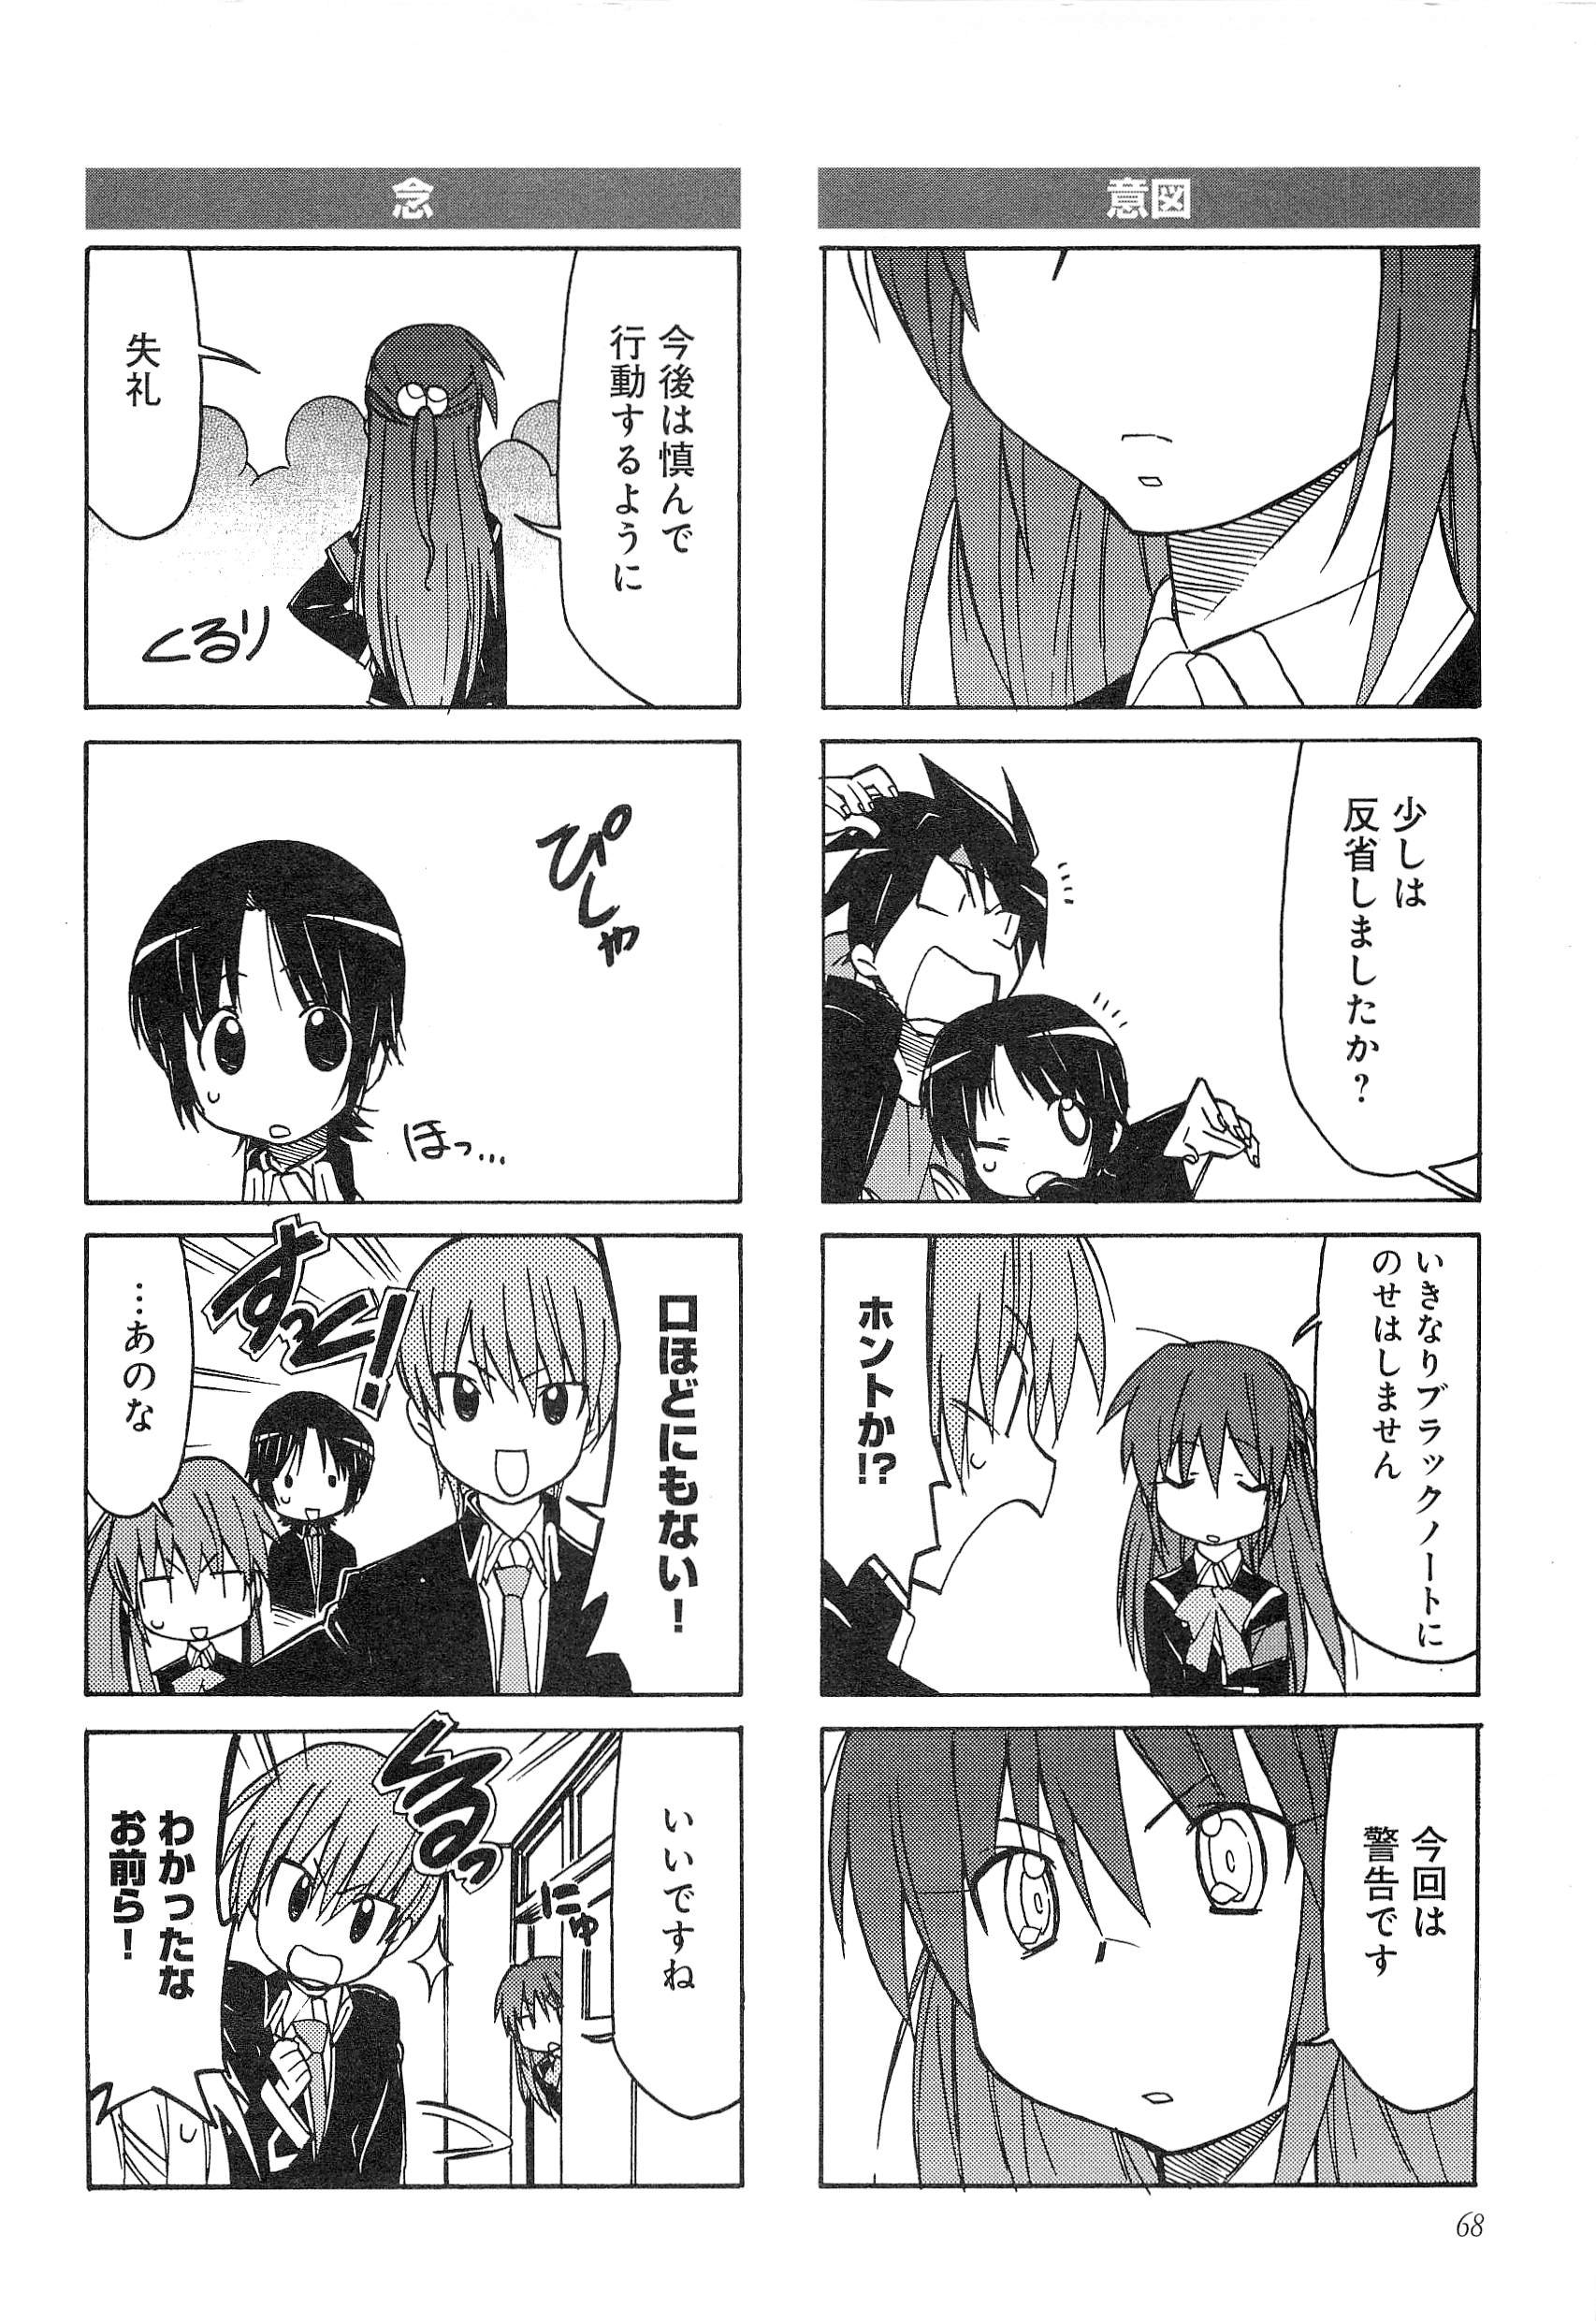 意図
少しは
反省しましたか?
いきなりブラックノートに
のせはしません
ホントか!?
今回は
警告です
念
今後は慎んで
行動するように
失礼
くるり
ぴしゃ
ほっ…
口ほどにもない!
すっと!
…あのな
いいですね
にゅ
くるるっ
わかったな
お前ら!
68